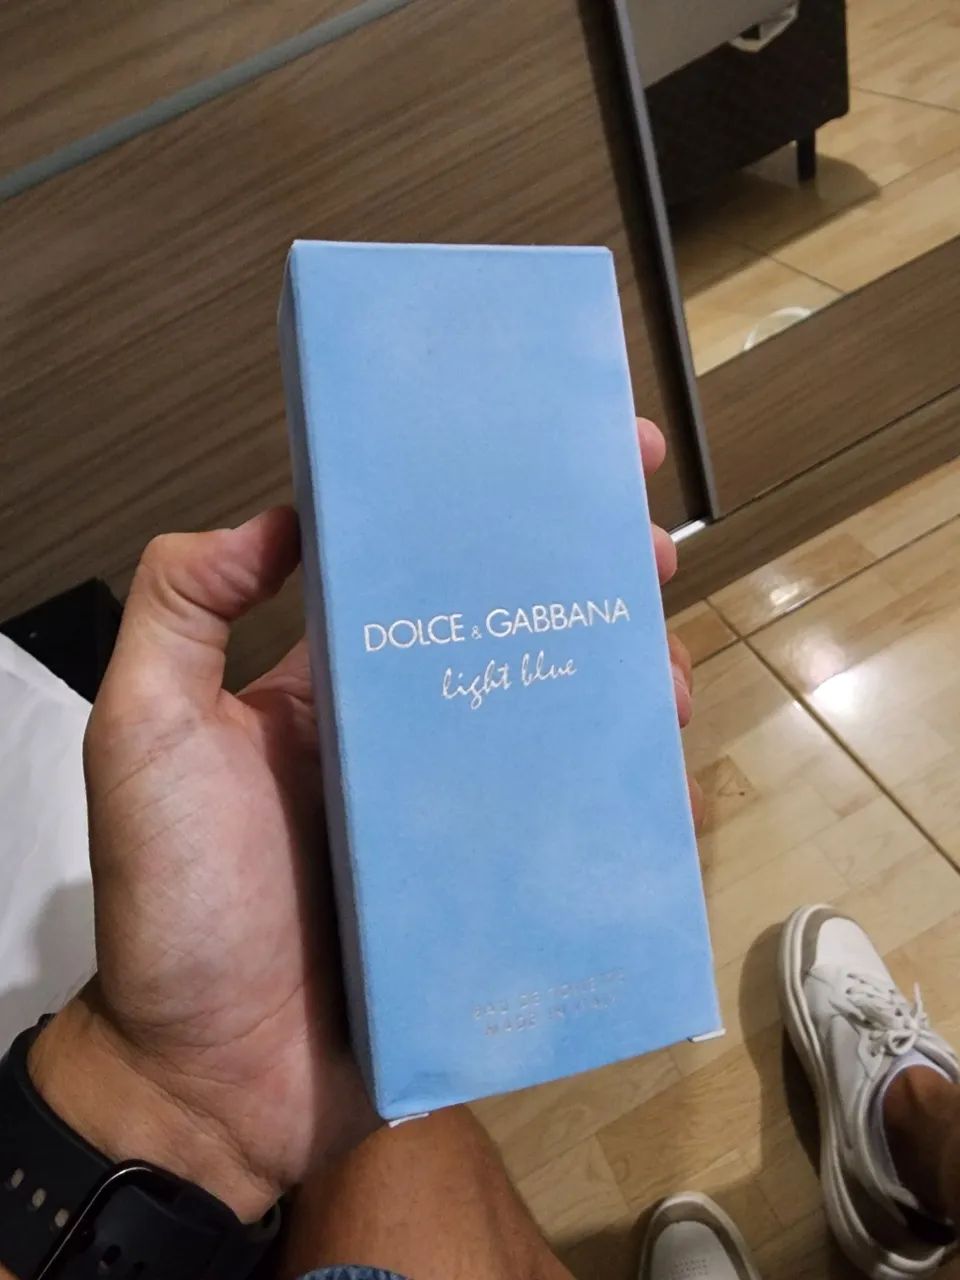 DOLCE & GABBANA
light blue
EAU DE TOILETTE
MADE IN ITALY